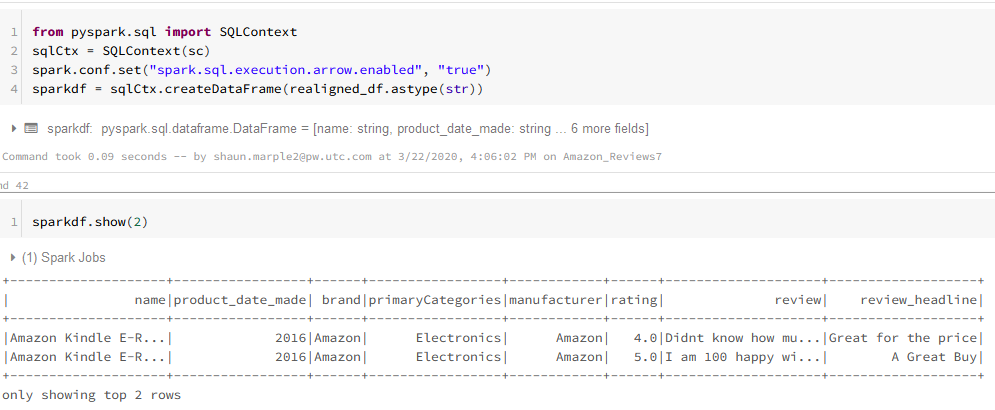 1 from pyspark.sql import SQLContext
2 sqlCtx = SQLContext(sc)
3 spark.conf.set("spark.sql.execution.arrow.enabled", "true")
4 sparkdf = sqlCtx.createDataFrame(realigned_df.astype(str))
sparkdf: pyspark.sql.dataframe.DataFrame = [name: string, product_date_made: string ... 6 more fields]
Command took 0.09 seconds -- by shaun.marple2@pw.utc.com at 3/22/2020, 4:06:02 PM on Amazon_Reviews7
nd 42
1 sparkdf.show(2)
(1) Spark Jobs
+--------------------+-----------------+------+-----------------+------------+------+--------------------+-------------------+
|                name|product_date_made| brand|primaryCategories|manufacturer|rating|              review|    review_headline|
+--------------------+-----------------+------+-----------------+------------+------+--------------------+-------------------+
|Amazon Kindle E-R...|             2016|Amazon|      Electronics|      Amazon|   4.0|Didnt know how mu...|Great for the price|
|Amazon Kindle E-R...|             2016|Amazon|      Electronics|      Amazon|   5.0|I am 100 happy wi...|        A Great Buy|
+--------------------+-----------------+------+-----------------+------------+------+--------------------+-------------------+
only showing top 2 rows